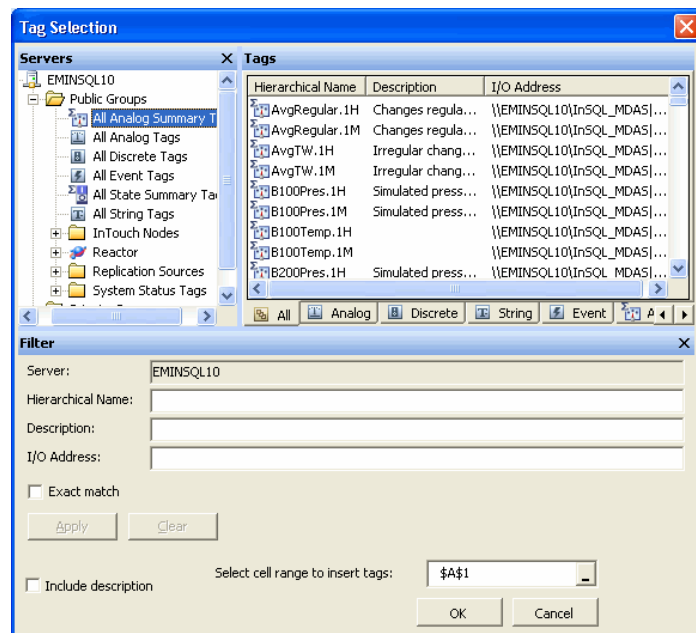 Tag Selection
Servers
EMINSQL10
Public Groups
All Analog Summary T
All Analog Tags
All Discrete Tags
All Event Tags
All State Summary Ta
All String Tags
InTouch Nodes
Reactor
Replication Sources
System Status Tags
Tags
Hierarchical Name Description I/O Address
AvgRegular.1H Changes regula... \\EMINSQL10\InSQL_MDAS|...
AvgRegular.1M Changes regula... \\EMINSQL10\InSQL_MDAS|...
AvgTW.1H Irregular chang... \\EMINSQL10\InSQL_MDAS|...
AvgTW.1M Irregular chang... \\EMINSQL10\InSQL_MDAS|...
B100Pres.1H Simulated press... \\EMINSQL10\InSQL_MDAS|...
B100Pres.1M Simulated press... \\EMINSQL10\InSQL_MDAS|...
B100Temp.1H \\EMINSQL10\InSQL_MDAS|...
B100Temp.1M \\EMINSQL10\InSQL_MDAS|...
B200Pres.1H Simulated press... \\EMINSQL10\InSQL_MDAS|...
All Analog Discrete String Event A
Filter
Server: EMINSQL10
Hierarchical Name:
Description:
I/O Address:
Exact match
Apply Clear
Include description Select cell range to insert tags: $A$1
OK Cancel